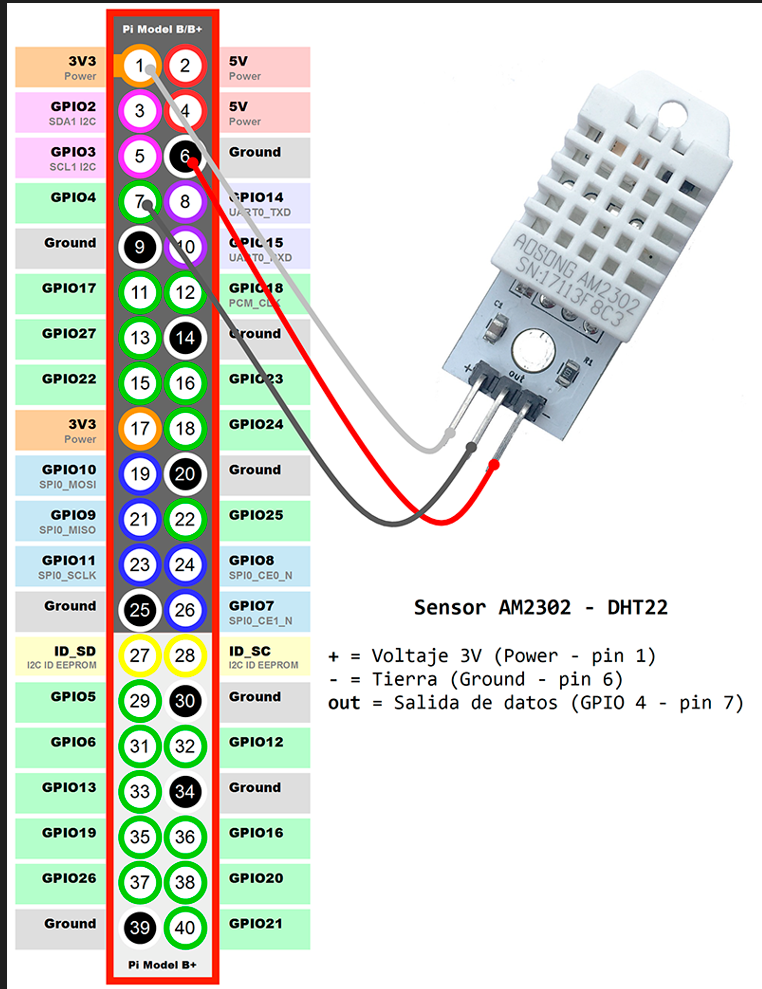 Pi Model B/B+
3V3 1 2 5V
Power Power
GPIO2 3 4 5V
SDA1 I2C Power
GPIO3 5 6 Ground
SCL1 I2C
GPIO4 7 8 GPIO14
UART0_TXD
Ground 9 10 GPIO15
UART0_RXD
GPIO17 11 12 GPIO18
PCM_CLK
GPIO27 13 14 Ground
GPIO22 15 16 GPIO23
3V3 17 18 GPIO24
Power
GPIO10 19 20 Ground
SPI0_MOSI
GPIO9 21 22 GPIO25
SPI0_MISO
GPIO11 23 24 GPIO8
SPI0_SCLK SPI0_CE0_N
Ground 25 26 GPIO7
SPI0_CE1_N
ID_SD 27 28 ID_SC
I2C ID EEPROM I2C ID EEPROM
GPIO5 29 30 Ground
GPIO6 31 32 GPIO12
GPIO13 33 34 Ground
GPIO19 35 36 GPIO16
GPIO26 37 38 GPIO20
Ground 39 40 GPIO21
Pi Model B+
AOSONG AM2302
SN:17113F8C3
C1
R1
+ out -
Sensor AM2302 - DHT22
+ = Voltaje 3V (Power - pin 1)
- = Tierra (Ground - pin 6)
out = Salida de datos (GPIO 4 - pin 7)